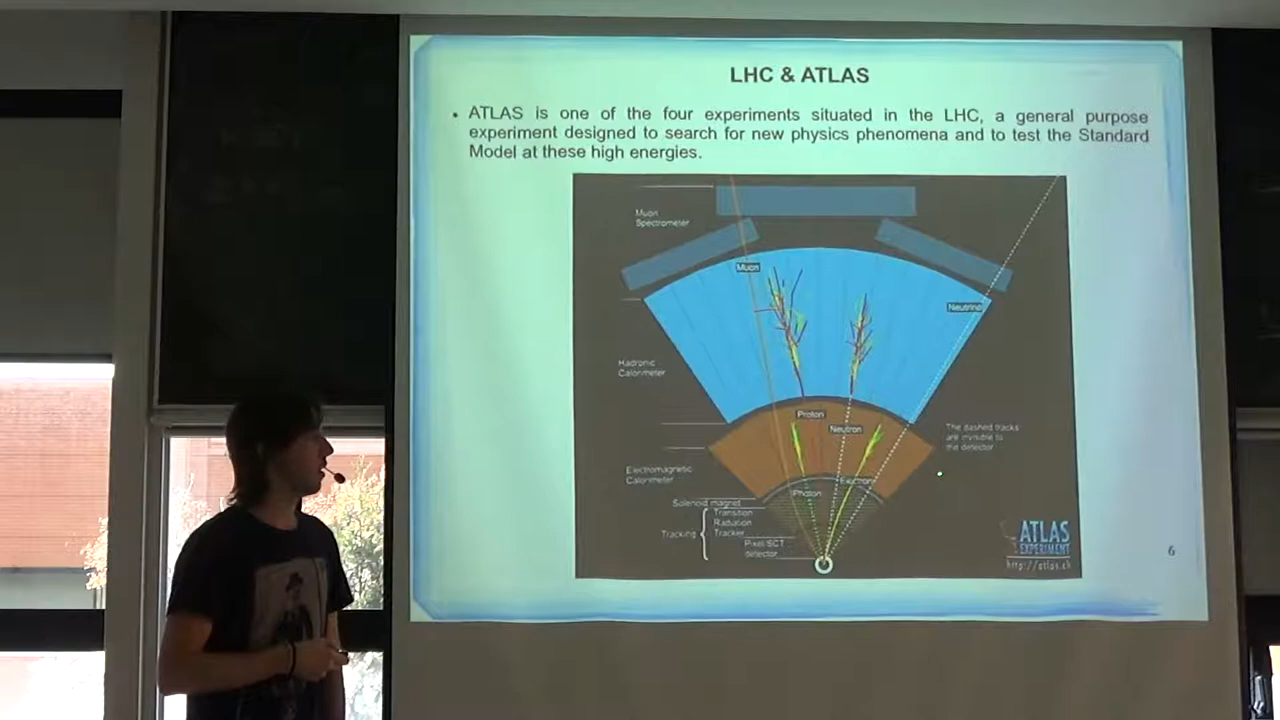 LHC & ATLAS
• ATLAS is one of the four experiments situated in the LHC, a general purpose
experiment designed to search for new physics phenomena and to test the Standard
Model at these high energies.
Muon
Spectrometer
Muon
Neutrino
Hadronic
Calorimeter
Proton
Neutron
The dashed tracks
are invisible to
the detector
Electromagnetic
Calorimeter
Photon
Electron
Solenoid magnet
Tracking
Transition
Radiation
Tracker
Pixel/SCT
detector
ATLAS
EXPERIMENT
http://atlas.ch
6